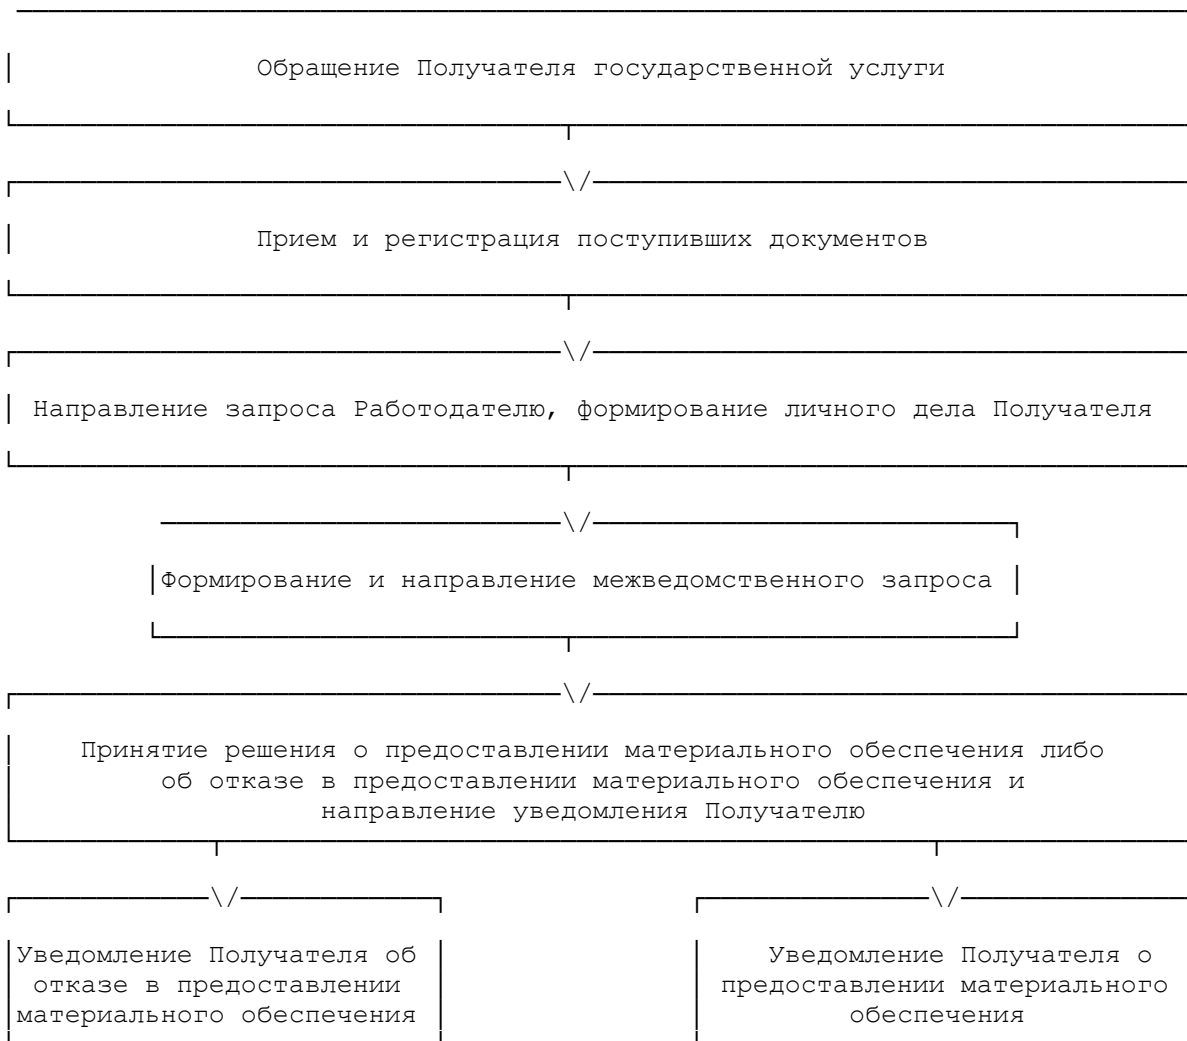 Обращение Получателя государственной услуги
Прием и регистрация поступивших документов
Направление запроса Работодателю, формирование личного дела Получателя
Формирование и направление межведомственного запроса
Принятие решения о предоставлении материального обеспечения либо
об отказе в предоставлении материального обеспечения и
направление уведомления Получателю
Уведомление Получателя об
отказе в предоставлении
материального обеспечения
Уведомление Получателя о
предоставлении материального
обеспечения